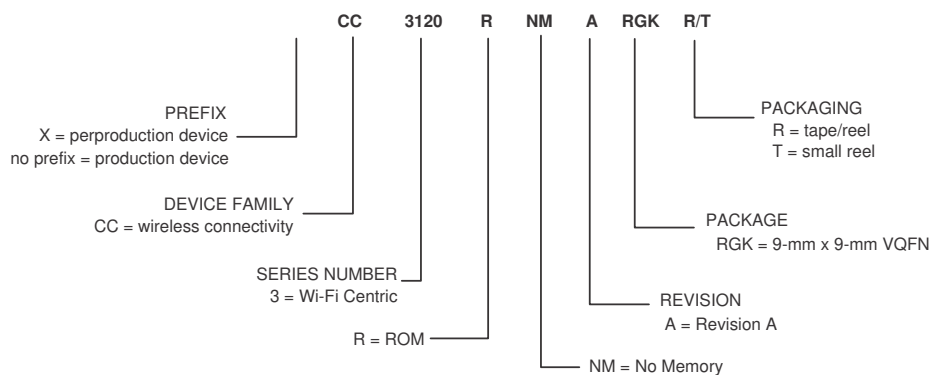 CC 3120 R NM A RGK R/T
PREFIX
X = perproduction device
no prefix = production device
DEVICE FAMILY
CC = wireless connectivity
SERIES NUMBER
3 = Wi-Fi Centric
R = ROM
NM = No Memory
REVISION
A = Revision A
PACKAGE
RGK = 9-mm x 9-mm VQFN
PACKAGING
R = tape/reel
T = small reel